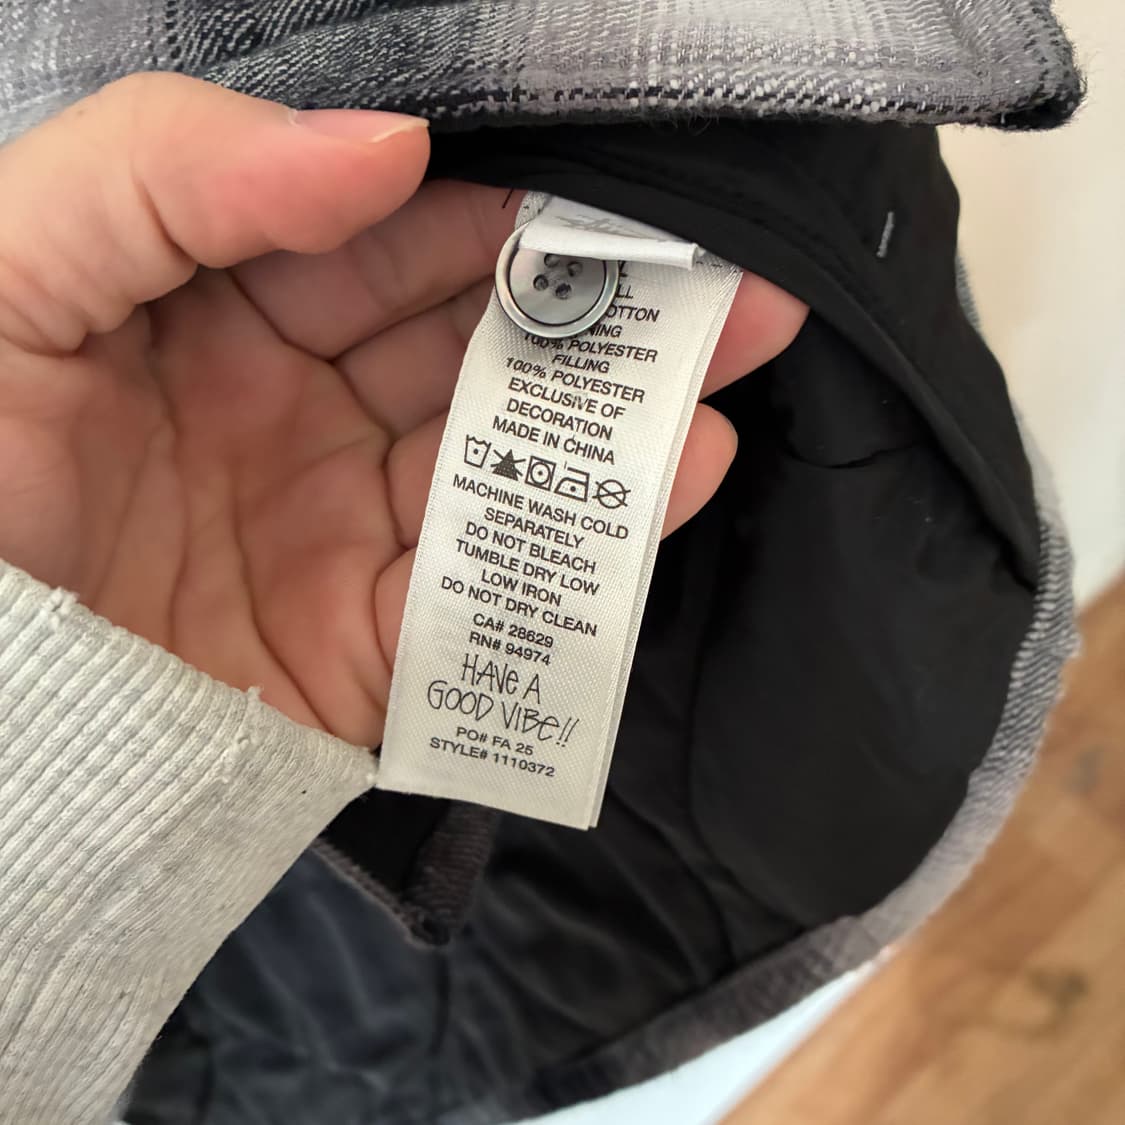 LL
100% POLYESTER
FILLING
100% POLYESTER
EXCLUSIVE OF
DECORATION
MADE IN CHINA
MACHINE WASH COLD
SEPARATELY
DO NOT BLEACH
TUMBLE DRY LOW
LOW IRON
DO NOT DRY CLEAN
CA# 28629
RN# 94974
HAVE A
GOOD VIBE!!
PO# FA 25
STYLE# 1110372